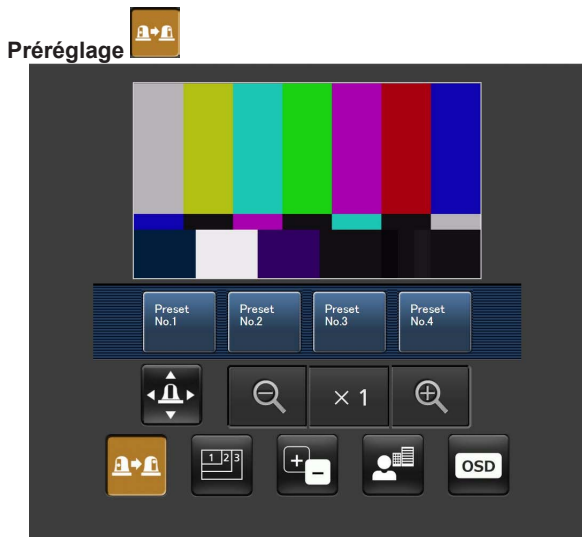 Préréglage
Preset
No.1
Preset
No.2
Preset
No.3
Preset
No.4
× 1
1 2 3
OSD